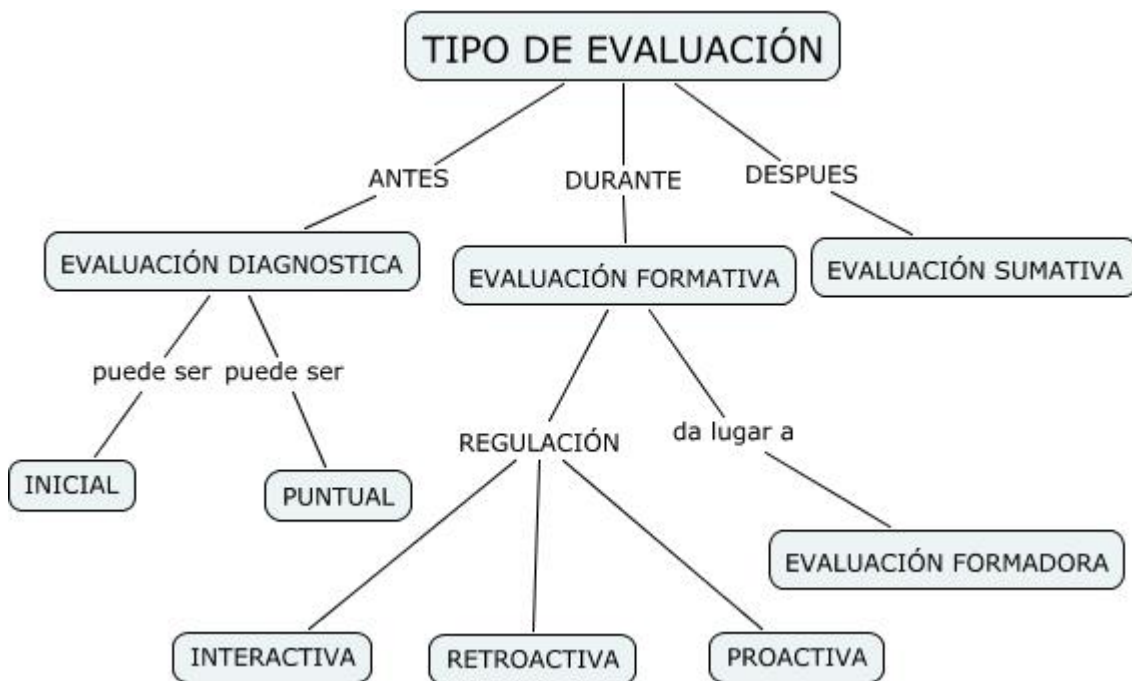 TIPO DE EVALUACIÓN
ANTES
DURANTE
DESPUES
EVALUACIÓN DIAGNOSTICA
EVALUACIÓN FORMATIVA
EVALUACIÓN SUMATIVA
puede ser
puede ser
REGULACIÓN
da lugar a
INICIAL
PUNTUAL
EVALUACIÓN FORMADORA
INTERACTIVA
RETROACTIVA
PROACTIVA